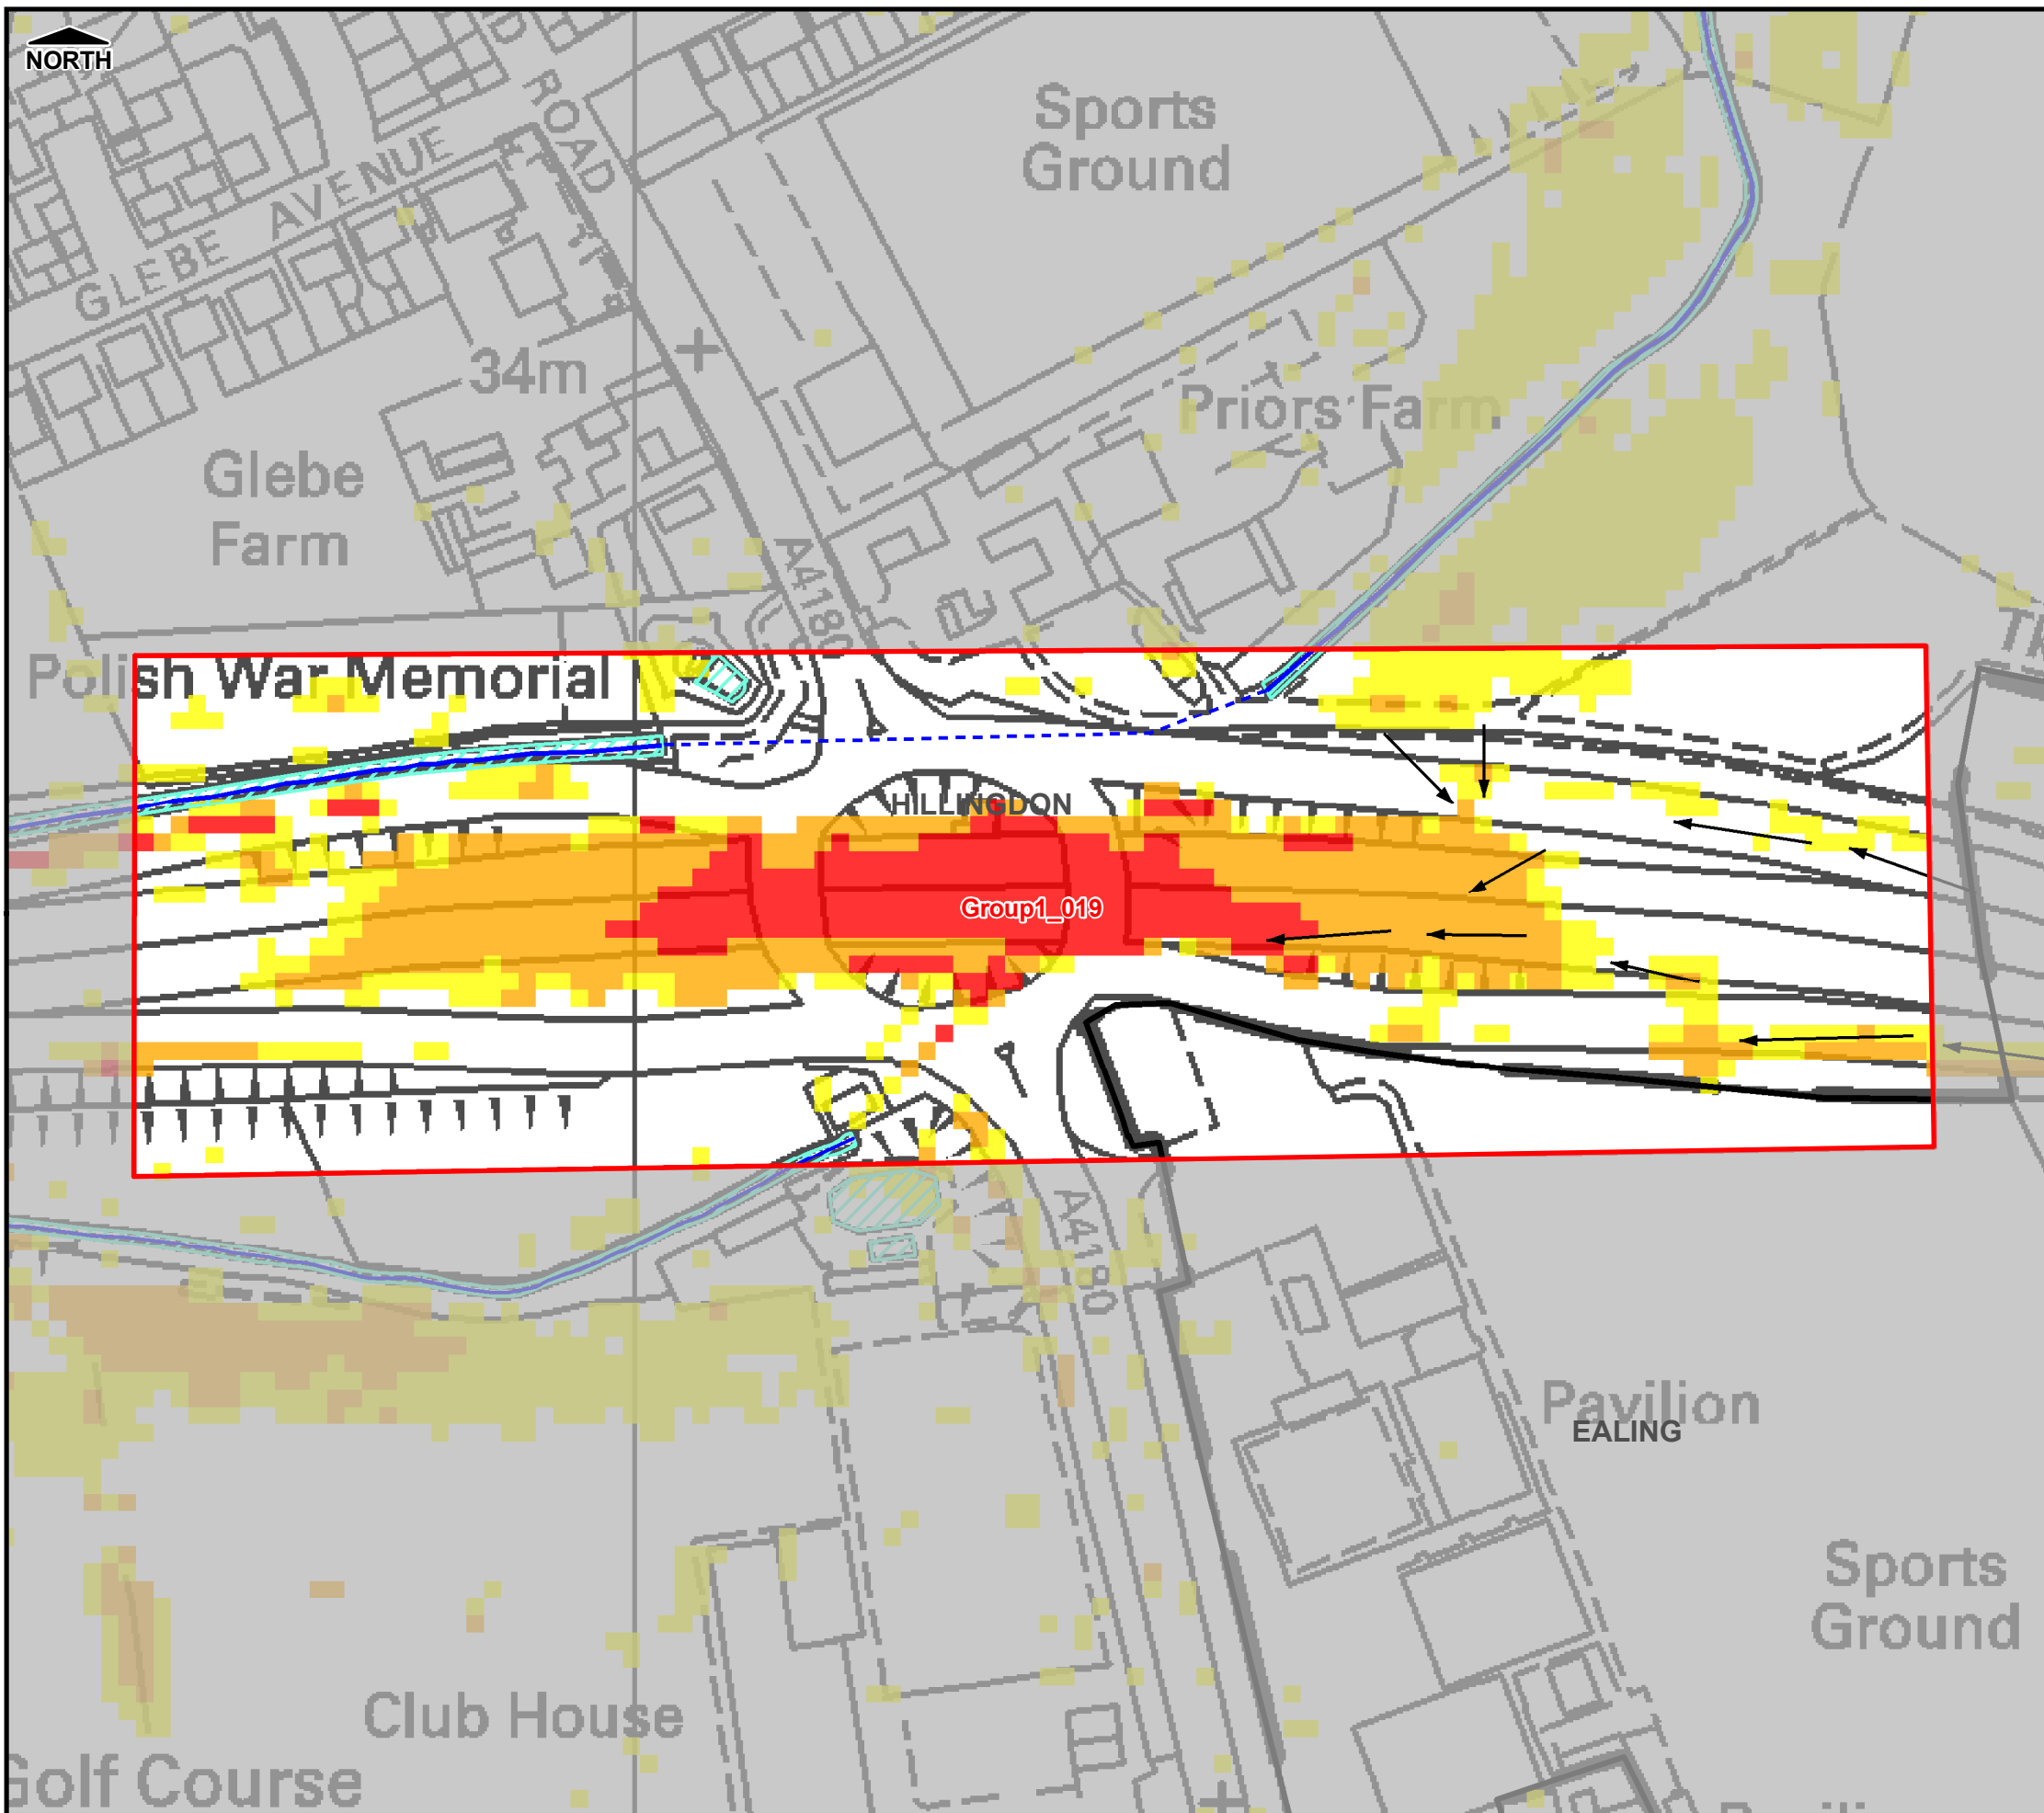 NORTH
ROAD
Sports
Ground
GLEBE AVENUE
34m
Priors Farm
Glebe
Farm
A4180
Polish War Memorial
HILLINGDON
Group1_019
A4180
Pavilion
EALING
Sports
Ground
Club House
Golf Course